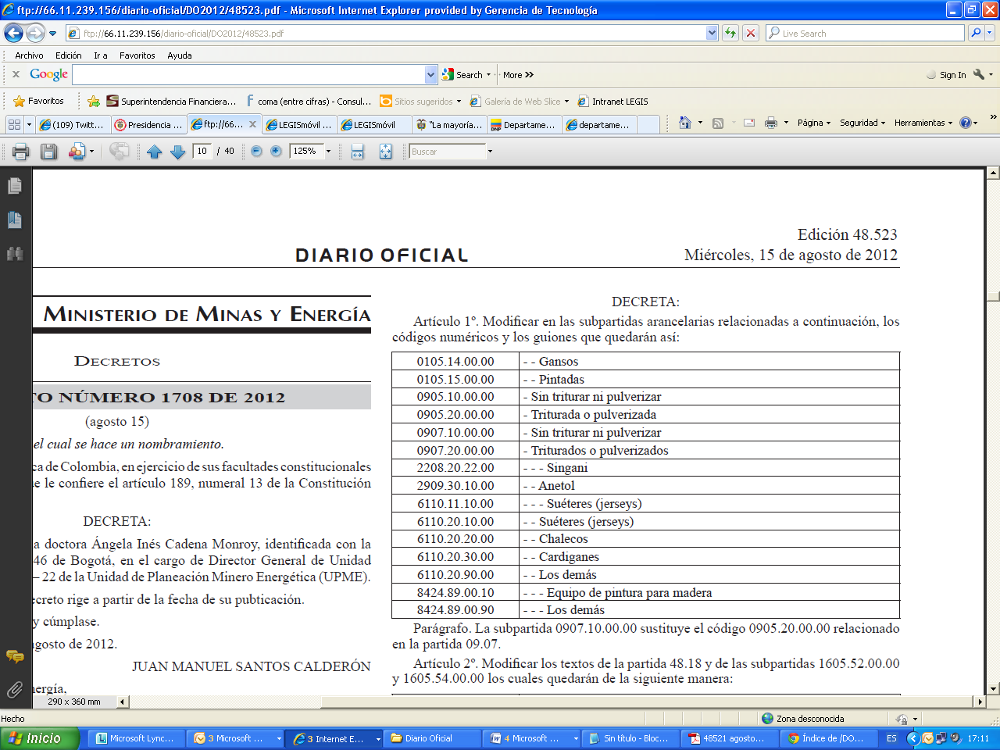 ftp://66.11.239.156/diario-oficial/DO2012/48523.pdf - Microsoft Internet Explorer provided by Gerencia de Tecnología
ftp://66.11.239.156/diario-oficial/DO2012/48523.pdf
Live Search
Archivo Edición Ir a Favoritos Ayuda
Google Search More Sign In
Favoritos Superintendencia Financiera... coma (entre cifras) - Consul... Sitios sugeridos Galería de Web Slice Intranet LEGIS
(109) Twitt... Presidencia ... ftp://66... LEGISmóvil ... LEGISmóvil "La mayoría... Departame... departame... Página Seguridad Herramientas
10 / 40 125% Buscar
Edición 48.523
DIARIO OFICIAL Miércoles, 15 de agosto de 2012
MINISTERIO DE MINAS Y ENERGÍA
DECRETOS
TO NÚMERO 1708 DE 2012
(agosto 15)
el cual se hace un nombramiento.
ca de Colombia, en ejercicio de sus facultades constitucionales
ue le confiere el artículo 189, numeral 13 de la Constitución
DECRETA:
a doctora Ángela Inés Cadena Monroy, identificada con la
46 de Bogotá, en el cargo de Director General de Unidad
– 22 de la Unidad de Planeación Minero Energética (UPME).
ecreto rige a partir de la fecha de su pubticación.
y cúmplase.
agosto de 2012.
JUAN MANUEL SANTOS CALDERÓN
nergía,
DECRETA:
Artículo 1°. Modificar en las subpartidas arancelarias relacionadas a continuación, los
códigos numéricos y los guiones que quedarán así:
0105.14.00.00 - - Gansos
0105.15.00.00 - - Pintadas
0905.10.00.00 - Sin triturar ni pulverizar
0905.20.00.00 - Triturada o pulverizada
0907.10.00.00 - Sin triturar ni pulverizar
0907.20.00.00 - Triturados o pulverizados
2208.20.22.00 - - - Singani
2909.30.10.00 - - Anetol
6110.11.10.00 - - - Suéteres (jerseys)
6110.20.10.00 - - Suéteres (jerseys)
6110.20.20.00 - - Chalecos
6110.20.30.00 - - Cardiganes
6110.20.90.00 - - Los demás
8424.89.00.10 - - - Equipo de pintura para madera
8424.89.00.90 - - - Los demás
Parágrafo. La subpartida 0907.10.00.00 sustituye el código 0905.20.00.00 relacionado
en la partida 09.07.
Artículo 2°. Modificar los textos de la partida 48.18 y de las subpartidas 1605.52.00.00
y 1605.54.00.00 los cuales quedarán de la siguiente manera:
290 x 360 mm
Hecho Zona desconocida
Inicio Microsoft Lync... 3 Microsoft ... 3 Internet E... Diario Oficial 4 Microsoft ... Sin título - Bloc... 48521 agosto... Índice de /DO... ES 17:11